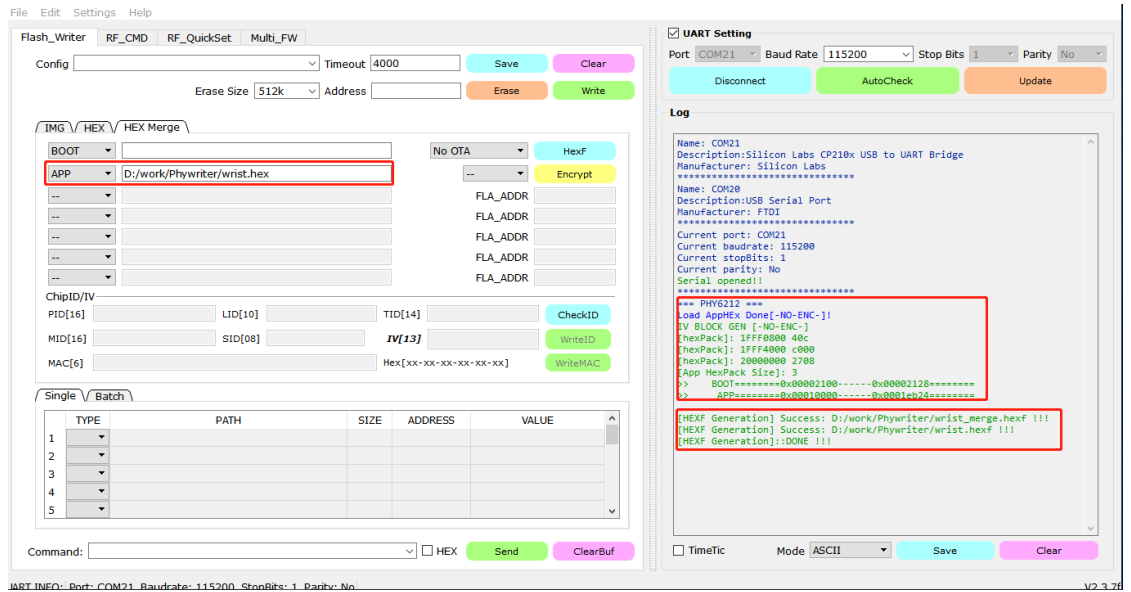 File Edit Settings Help
Flash_Writer RF_CMD RF_QuickSet Multi_FW
Config Timeout 4000 Save Clear
Erase Size 512k Address Erase Write
IMG HEX HEX Merge
BOOT No OTA HexF
APP D:/work/Phywriter/wrist.hex -- Encrypt
-- FLA_ADDR
-- FLA_ADDR
-- FLA_ADDR
-- FLA_ADDR
-- FLA_ADDR
ChipID/IV
PID[16] LID[10] TID[14] CheckID
MID[16] SID[08] IV[13] WriteID
MAC[6] Hex[xx-xx-xx-xx-xx-xx] WriteMAC
Single Batch
TYPE PATH SIZE ADDRESS VALUE
1
2
3
4
5
Command: HEX Send ClearBuf
UART Setting
Port COM21 Baud Rate 115200 Stop Bits 1 Parity No
Disconnect AutoCheck Update
Log
Name: COM21
Description:Silicon Labs CP210x USB to UART Bridge
Manufacturer: Silicon Labs
********************************
Name: COM20
Description:USB Serial Port
Manufacturer: FTDI
********************************
Current port: COM21
Current baudrate: 115200
Current stopBits: 1
Current parity: No
Serial opened!!
********************************
=== PHY6212 ===
Load AppHEx Done[-NO-ENC-]!
IV BLOCK GEN [-NO-ENC-]
[hexPack]: 1FFF0800 40c
[hexPack]: 1FFF4000 c000
[hexPack]: 20000000 2708
[App HexPack Size]: 3
>> BOOT========0x00002100------0x00002128========
>> APP========0x00010000------0x0001eb24========
[HEXF Generation] Success: D:/work/Phywriter/wrist_merge.hexf !!!
[HEXF Generation] Success: D:/work/Phywriter/wrist.hexf !!!
[HEXF Generation]::DONE !!!
TimeTic Mode ASCII Save Clear
UART INFO: Port: COM21 Baudrate: 115200 StopBits: 1 Parity: No V2.3.7f